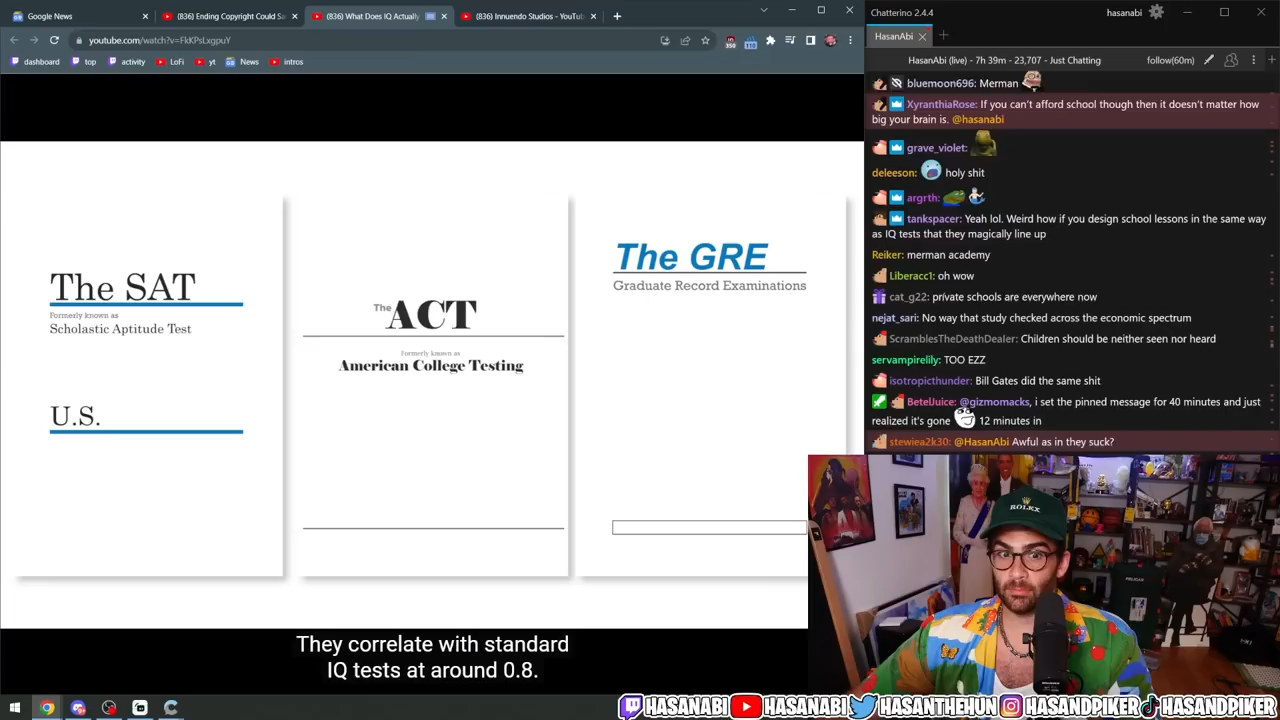 Google News
(836) Ending Copyright Could Sa
(836) What Does IQ Actually
(836) Innuendo Studios - YouTub
youtube.com/watch?v=FkKPsLxgpuY
350
110
dashboard
top
activity
LoFi
yt
News
intros
The SAT
Formerly known as
Scholastic Aptitude Test
U.S.
The ACT
Formerly known as
American College Testing
The GRE
Graduate Record Examinations
They correlate with standard
IQ tests at around 0.8.
Chatterino 2.4.4
hasanabi
HasanAbi
HasanAbi (live) - 7h 39m - 23,707 - Just Chatting
follow(60m)
bluemoon696: Merman
XyranthiaRose: If you can't afford school though then it doesn't matter how
big your brain is. @hasanabi
grave_violet:
deleeson: holy shit
argrth:
tankspacer: Yeah lol. Weird how if you design school lessons in the same way
as IQ tests that they magically line up
Reiker: merman academy
Liberacc1: oh wow
cat_g22: private schools are everywhere now
nejat_sari: No way that study checked across the economic spectrum
ScramblesTheDeathDealer: Children should be neither seen nor heard
servampirelily: TOO EZZ
isotropicthunder: Bill Gates did the same shit
BetelJuice: @gizmomacks, i set the pinned message for 40 minutes and just
realized it's gone 12 minutes in
stewiea2k30: @HasanAbi Awful as in they suck?
ROLEX
PELICAN
HASANABI
HASANABI
HASANTHEHUN
HASANDPIKER
HASANDPIKER